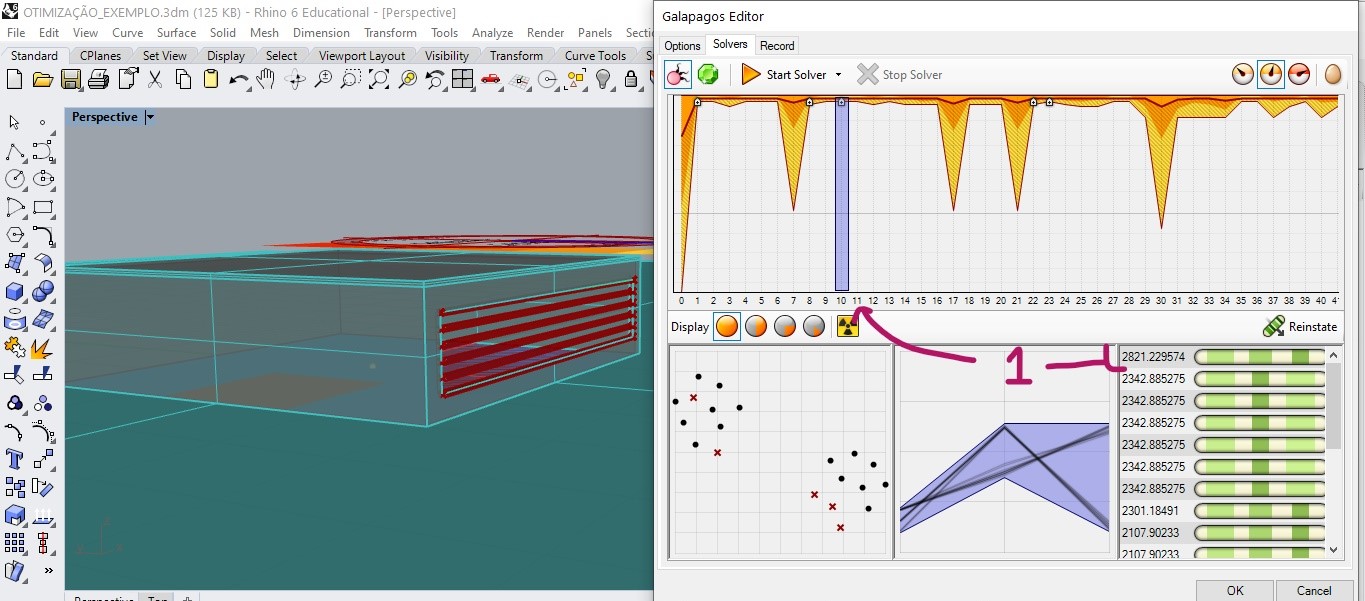 OTIMIZAÇÃO_EXEMPLO.3dm (125 KB) - Rhino 6 Educational - [Perspective]
File Edit View Curve Surface Solid Mesh Dimension Transform Tools Analyze Render Panels Secti
Standard CPlanes Set View Display Select Viewport Layout Visibility Transform Curve Tools S
Perspective
Perspective Top
Galapagos Editor
Options Solvers Record
Start Solver Stop Solver
0 1 2 3 4 5 6 7 8 9 10 11 12 13 14 15 16 17 18 19 20 21 22 23 24 25 26 27 28 29 30 31 32 33 34 35 36 37 38 39 40 41
Display Reinstate
1
2821.229574
2342.885275
2342.885275
2342.885275
2342.885275
2342.885275
2342.885275
2301.18491
2107.90233
2107.90233
OK Cancel